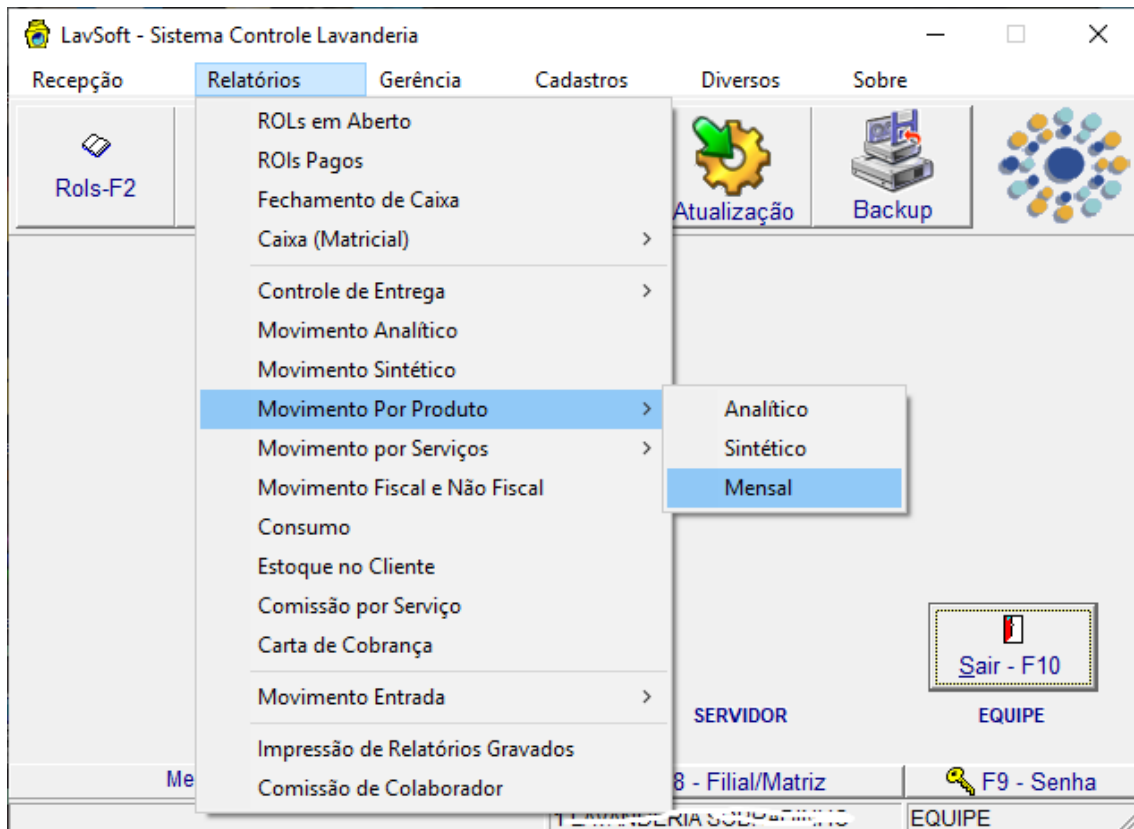 LavSoft - Sistema Controle Lavanderia
Recepção Relatórios Gerência Cadastros Diversos Sobre
Rols-F2
Atualização
Backup
ROLs em Aberto
ROls Pagos
Fechamento de Caixa
Caixa (Matricial)
Controle de Entrega
Movimento Analítico
Movimento Sintético
Movimento Por Produto
Movimento por Serviços
Movimento Fiscal e Não Fiscal
Consumo
Estoque no Cliente
Comissão por Serviço
Carta de Cobrança
Movimento Entrada
Impressão de Relatórios Gravados
Comissão de Colaborador
Analítico
Sintético
Mensal
Sair - F10
SERVIDOR EQUIPE
8 - Filial/Matriz F9 - Senha
EQUIPE